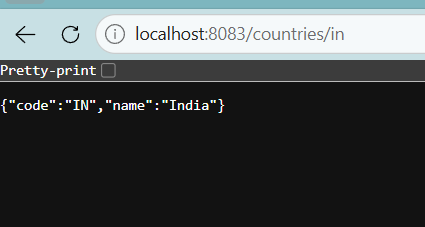 localhost:8083/countries/in
Pretty-print
{"code":"IN","name":"India"}